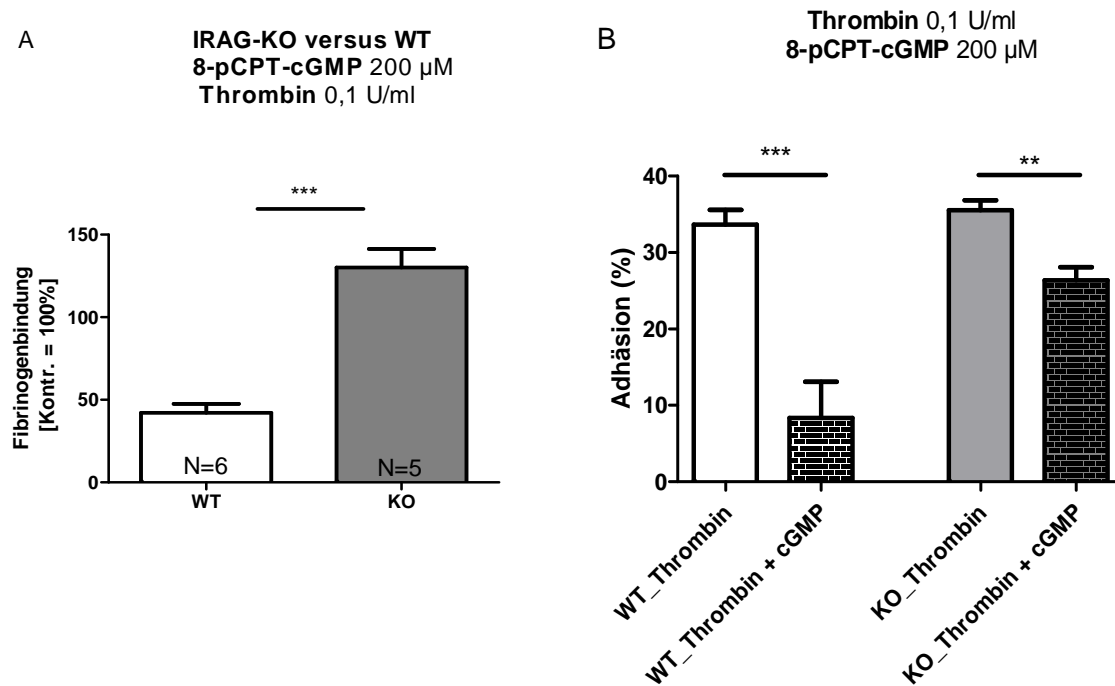 A
IRAG-KO versus WT
8-pCPT-cGMP 200 µM
Thrombin 0,1 U/ml
***
150
100
50
0
Fibrinogenbindung
[Kontr. = 100%]
N=6
N=5
WT
KO
B
Thrombin 0,1 U/ml
8-pCPT-cGMP 200 µM
***
**
40
30
20
10
0
Adhäsion (%)
WT_Thrombin
WT_Thrombin + cGMP
KO_Thrombin
KO_Thrombin + cGMP